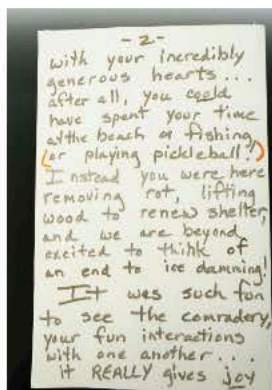 -2-
with your incredibly
generous hearts...
after all, you could
have spent your time
at the beach or fishing
(or playing pickleball!)
Instead you were here
removing rot, lifting
wood to renew shelter,
and we are beyond
excited to think of
an end to ice damning!
It was such fun
to see the comradery,
your fun interactions
with one another...
it REALLY gives joy